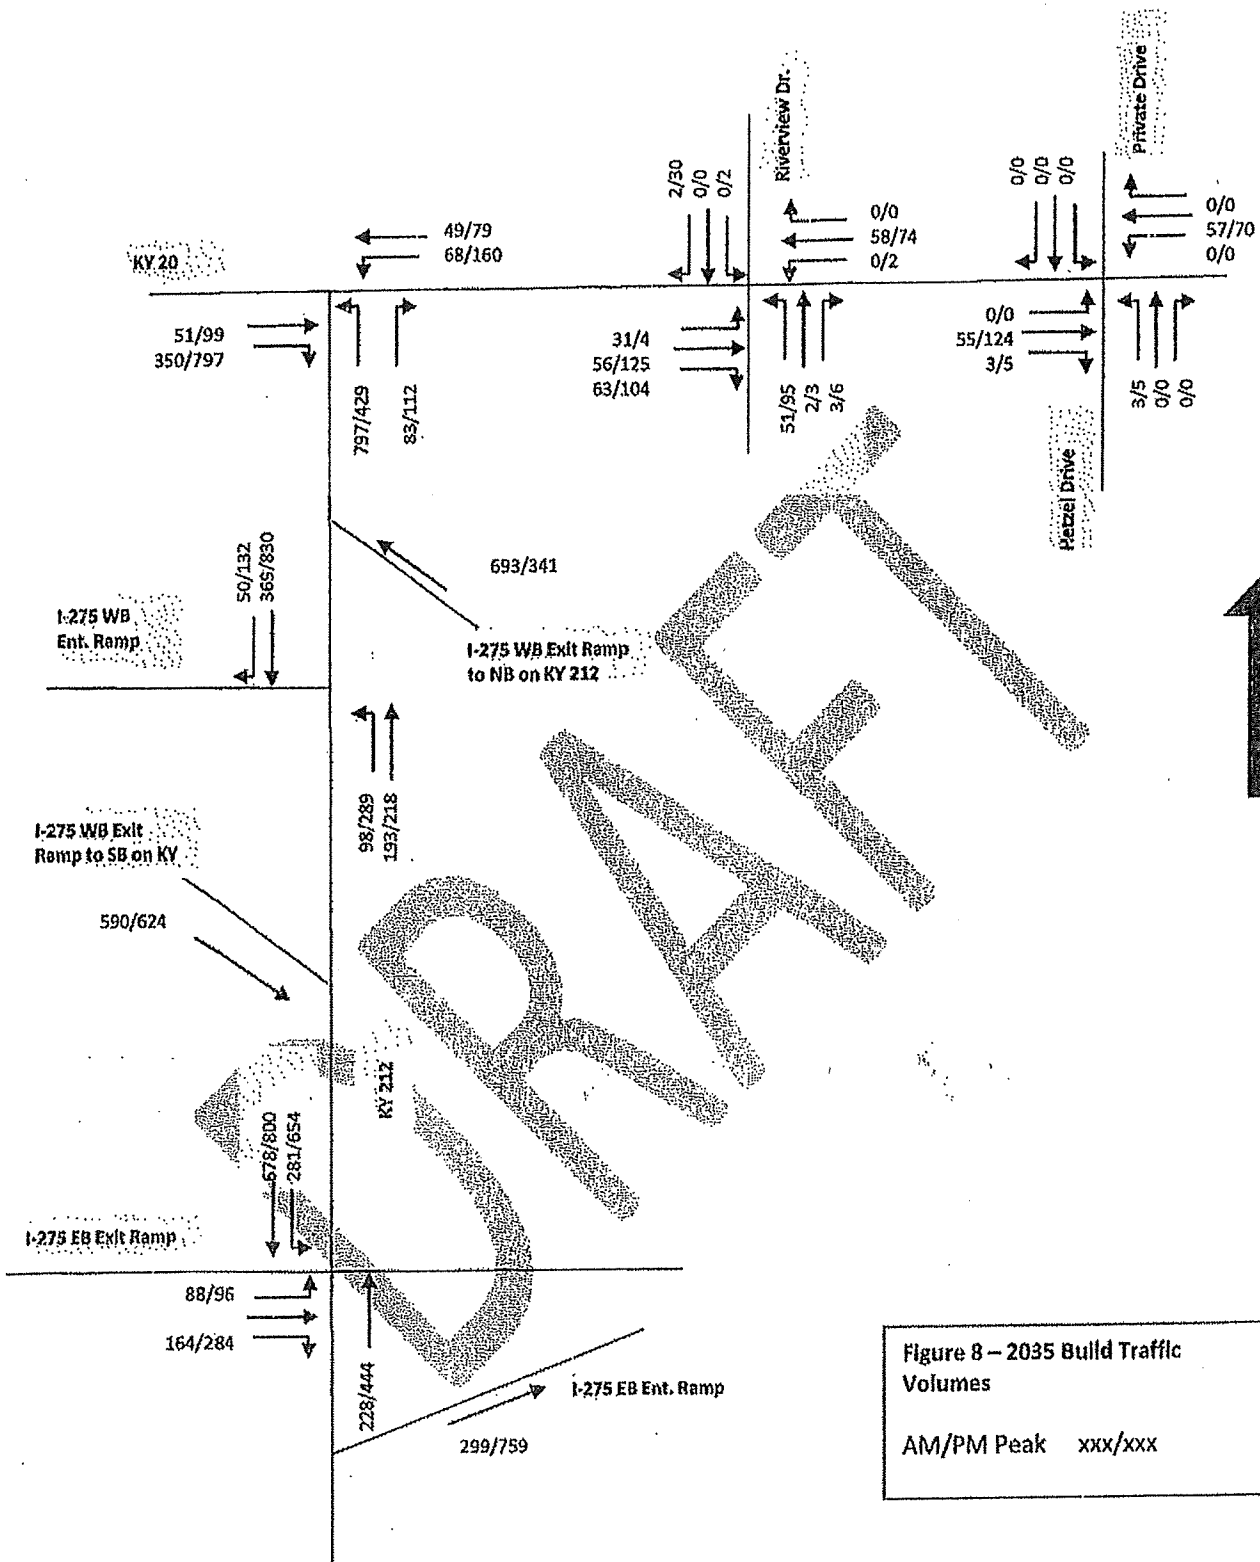 Private Drive
Riverview Dr.
2/30
0/0
0/2
0/0
0/0
0/0
KY 20
49/79
68/160
0/0
58/74
0/2
0/0
57/70
0/0
51/99
350/797
31/4
56/125
63/104
0/0
55/124
3/5
797/429
83/112
51/95
2/3
3/6
3/5
0/0
0/0
Hetzel Drive
50/132
369/830
693/341
I-275 WB
Ent. Ramp
I-275 WB Exit Ramp
to NB on KY 212
98/289
193/218
I-275 WB Exit
Ramp to SB on KY
590/624
KY 212
678/800
281/654
I-275 EB Exit Ramp
88/96
164/284
228/444
I-275 EB Ent. Ramp
299/759
Figure 8 – 2035 Build Traffic
Volumes
AM/PM Peak xxx/xxx
DRAFT